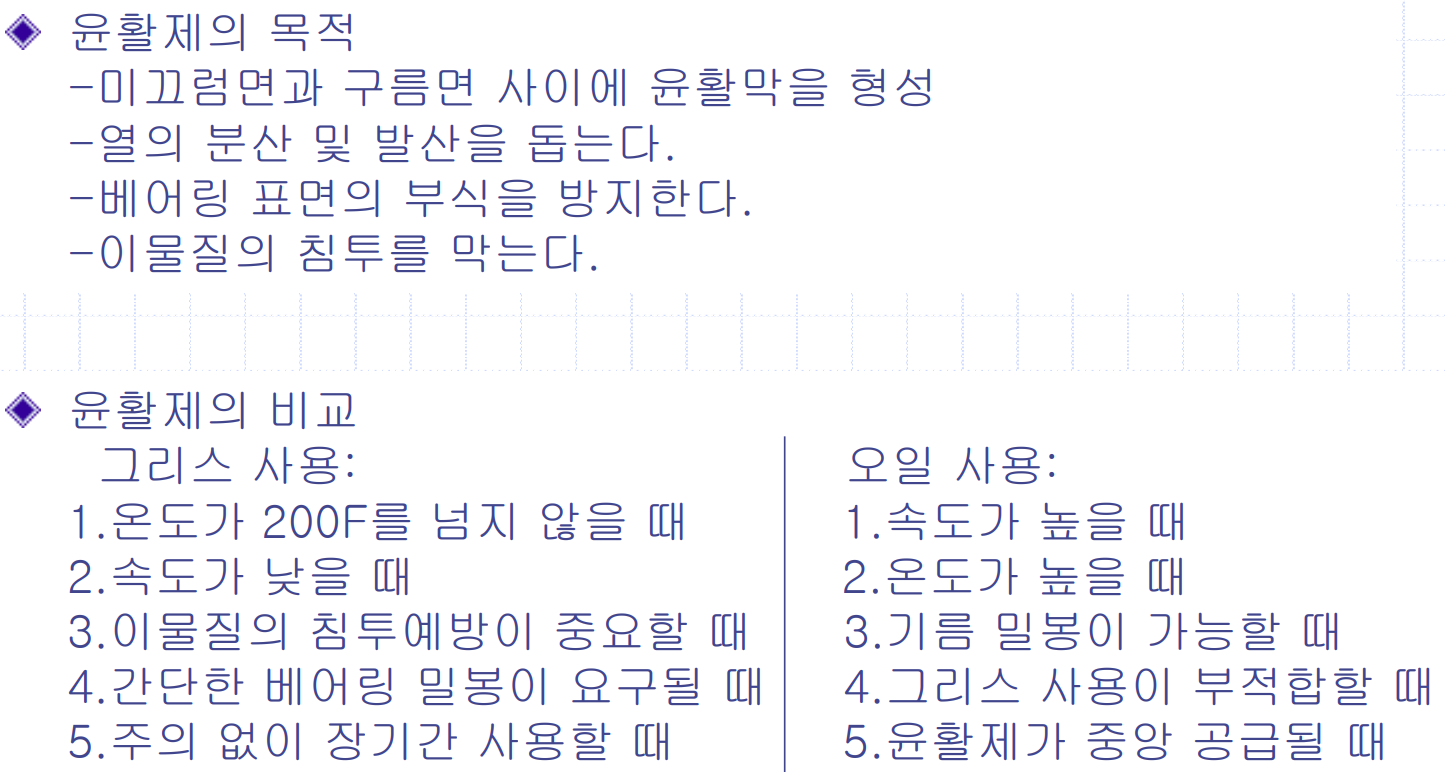 윤활제의 목적
-미끄럼면과 구름면 사이에 윤활막을 형성
-열의 분산 및 발산을 돕는다.
-베어링 표면의 부식을 방지한다.
-이물질의 침투를 막는다.
윤활제의 비교
그리스 사용:
1.온도가 200F를 넘지 않을 때
2.속도가 낮을 때
3.이물질의 침투예방이 중요할 때
4.간단한 베어링 밀봉이 요구될 때
5.주의 없이 장기간 사용할 때
오일 사용:
1.속도가 높을 때
2.온도가 높을 때
3.기름 밀봉이 가능할 때
4.그리스 사용이 부적합할 때
5.윤활제가 중앙 공급될 때